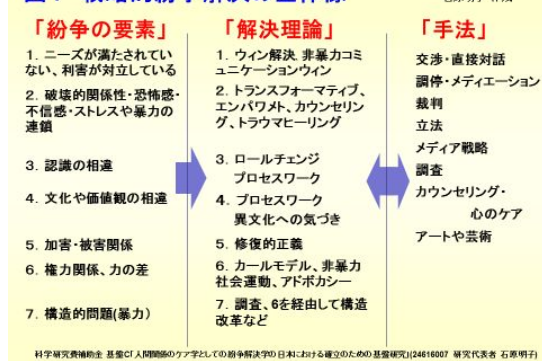 「紛争の要素」
1. ニーズが満たされてい
ない、利害が対立している
2. 破壊的関係性・恐怖感・
不信感・ストレスや暴力の
連鎖
3. 認識の相違
4. 文化や価値観の相違
5. 加害・被害関係
6. 権力関係、力の差
7. 構造的問題(暴力)
「解決理論」
1. ウィン解決、非暴力コミ
ュニケーションウィン
2. トランスフォーマティブ、
エンパワメト、カウンセリン
グ、トラウマヒーリング
3. ロールチェンジ
プロセスワーク
4. プロセスワーク
異文化への気づき
5. 修復的正義
6. カールモデル、非暴力
社会運動、アドボカシー
7. 調査、6を経由して構造
改革など
「手法」
交渉・直接対話
調停・メディエーション
裁判
立法
メディア戦略
調査
カウンセリング・
心のケア
アートや芸術
科学研究費補助金 基盤C「人間関係のケア学としての紛争解決学の日本における確立のための基盤研究」(24616007 研究代表者 石原明子)